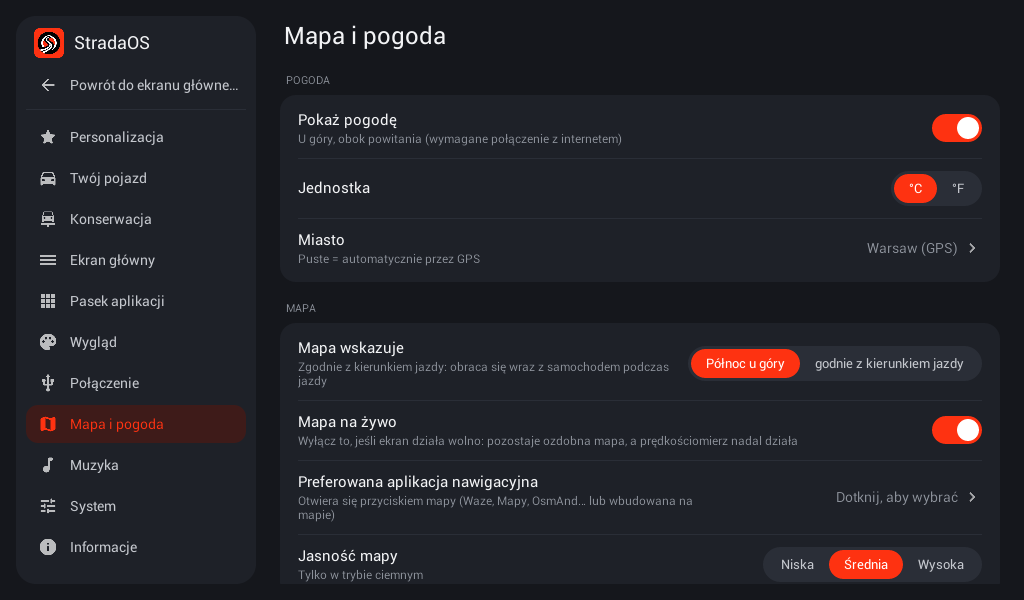 StradaOS
Powrót do ekranu główne...
Personalizacja
Twój pojazd
Konserwacja
Ekran główny
Pasek aplikacji
Wygląd
Połączenie
Mapa i pogoda
Muzyka
System
Informacje
Mapa i pogoda
POGODA
Pokaż pogodę
U góry, obok powitania (wymagane połączenie z internetem)
Jednostka
°C
°F
Miasto
Puste = automatycznie przez GPS
Warsaw (GPS)
MAPA
Mapa wskazuje
Zgodnie z kierunkiem jazdy: obraca się wraz z samochodem podczas
jazdy
Północ u góry
godnie z kierunkiem jazdy
Mapa na żywo
Wyłącz to, jeśli ekran działa wolno: pozostaje ozdobna mapa, a prędkościomierz nadal działa
Preferowana aplikacja nawigacyjna
Otwiera się przyciskiem mapy (Waze, Mapy, OsmAnd... lub wbudowana na
mapie)
Dotknij, aby wybrać
Jasność mapy
Tylko w trybie ciemnym
Niska
Średnia
Wysoka